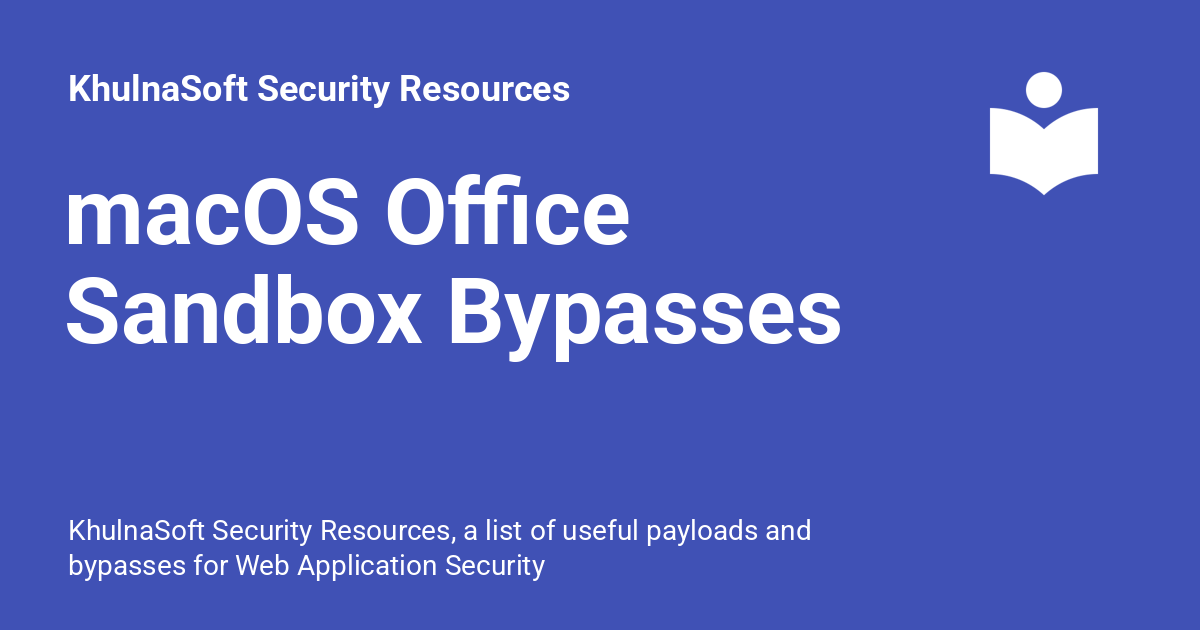 KhulnaSoft Security Resources
macOS Office
Sandbox Bypasses
KhulnaSoft Security Resources, a list of useful payloads and
bypasses for Web Application Security